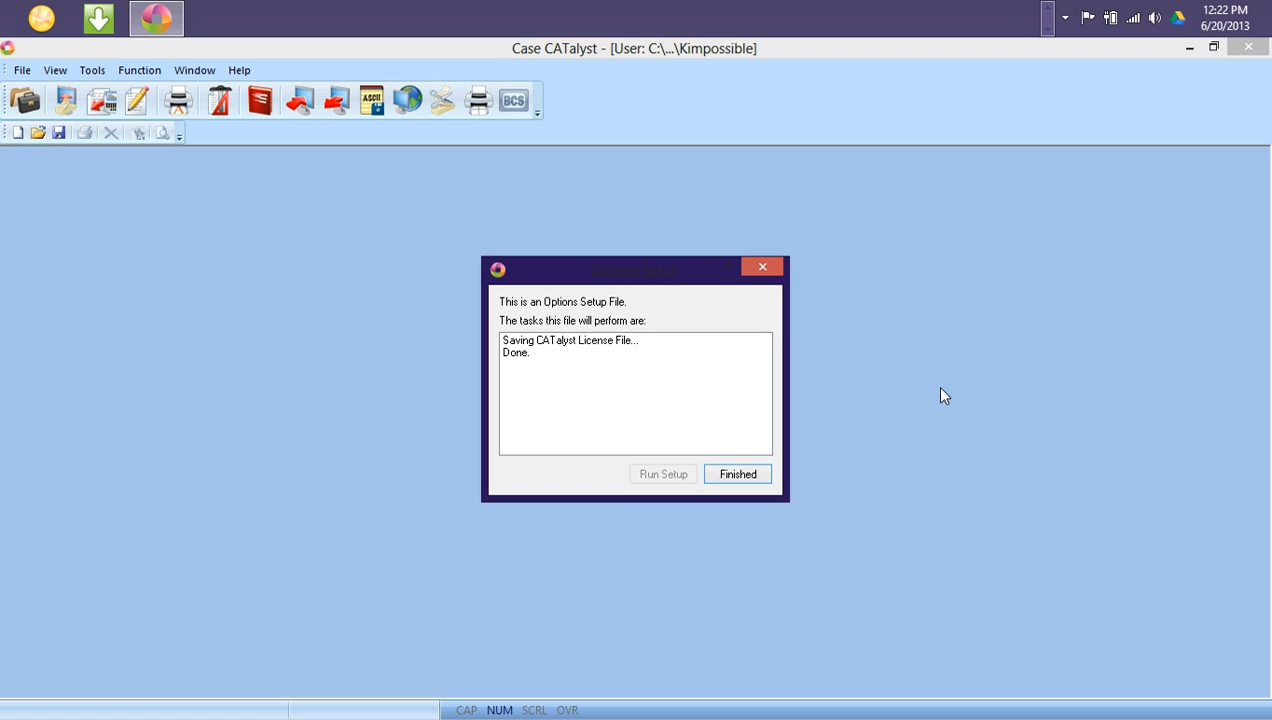 12:22 PM
6/20/2013
Case CATalyst - [User: C:\...\Kimpossible]
File View Tools Function Window Help
ASCII
BCS
This is an Options Setup File.
The tasks this file will perform are:
Saving CATalyst License File...
Done.
Run Setup Finished
CAP NUM SCRL OVR